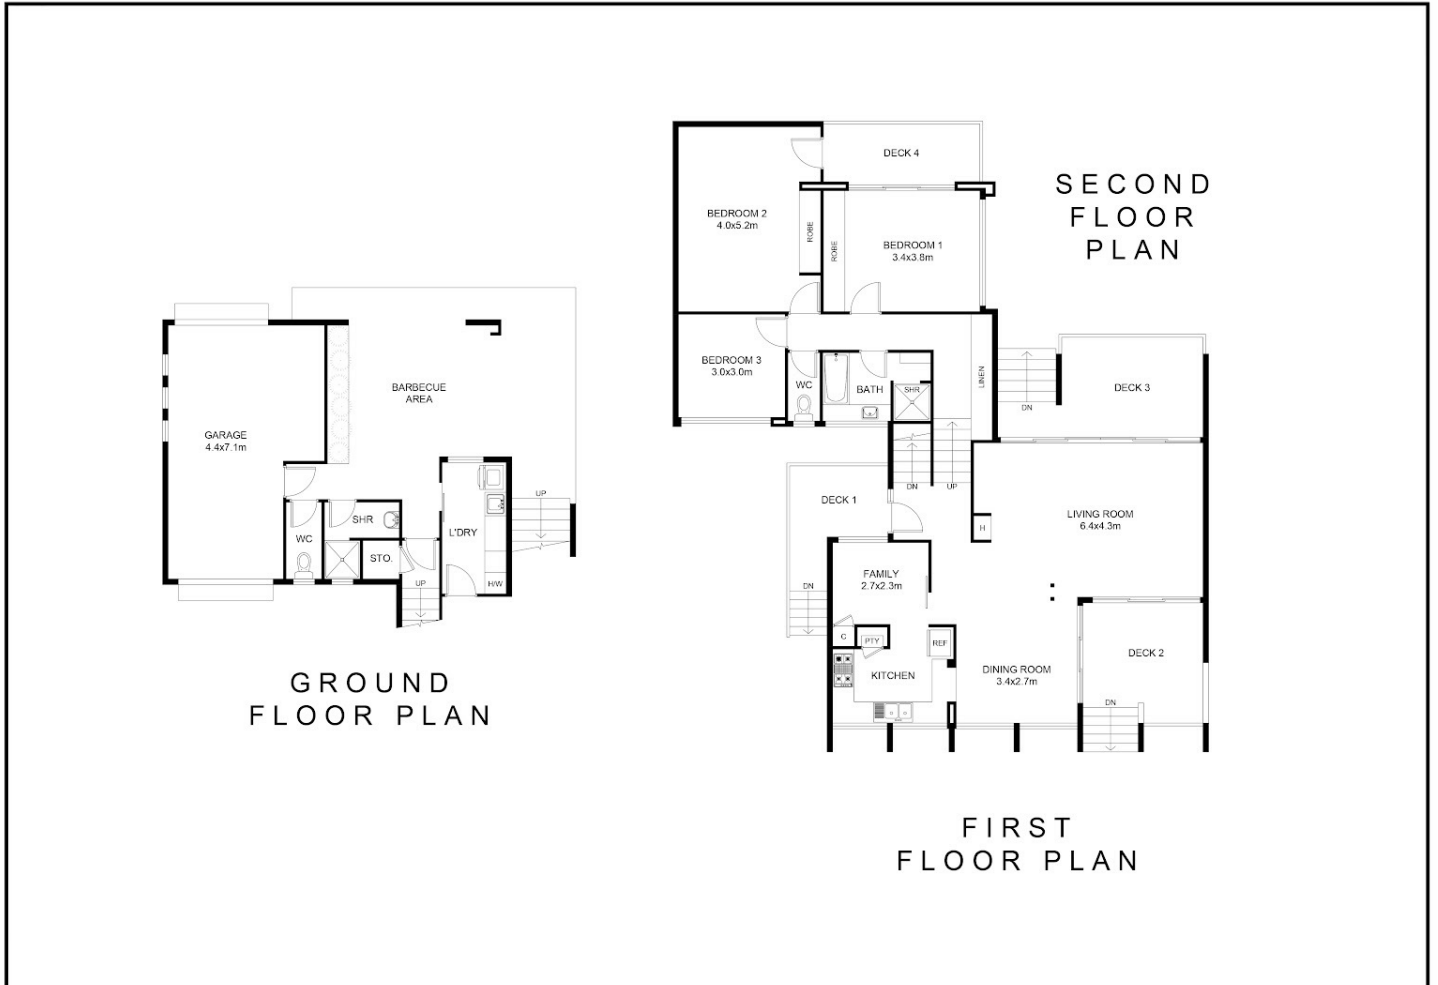 SECOND
FLOOR
PLAN
DECK 4
BEDROOM 2
4.0x5.2m
ROBE
ROBE
BEDROOM 1
3.4x3.8m
BEDROOM 3
3.0x3.0m
WC
BATH
SHR
LINEN
DN
DECK 3
DN
UP
DECK 1
DN
H
LIVING ROOM
6.4x4.3m
FAMILY
2.7x2.3m
C
PTY
REF
KITCHEN
DINING ROOM
3.4x2.7m
DECK 2
DN
FIRST
FLOOR PLAN
BARBECUE
AREA
GARAGE
4.4x7.1m
WC
SHR
STO.
L'DRY
UP
UP
H/W
GROUND
FLOOR PLAN